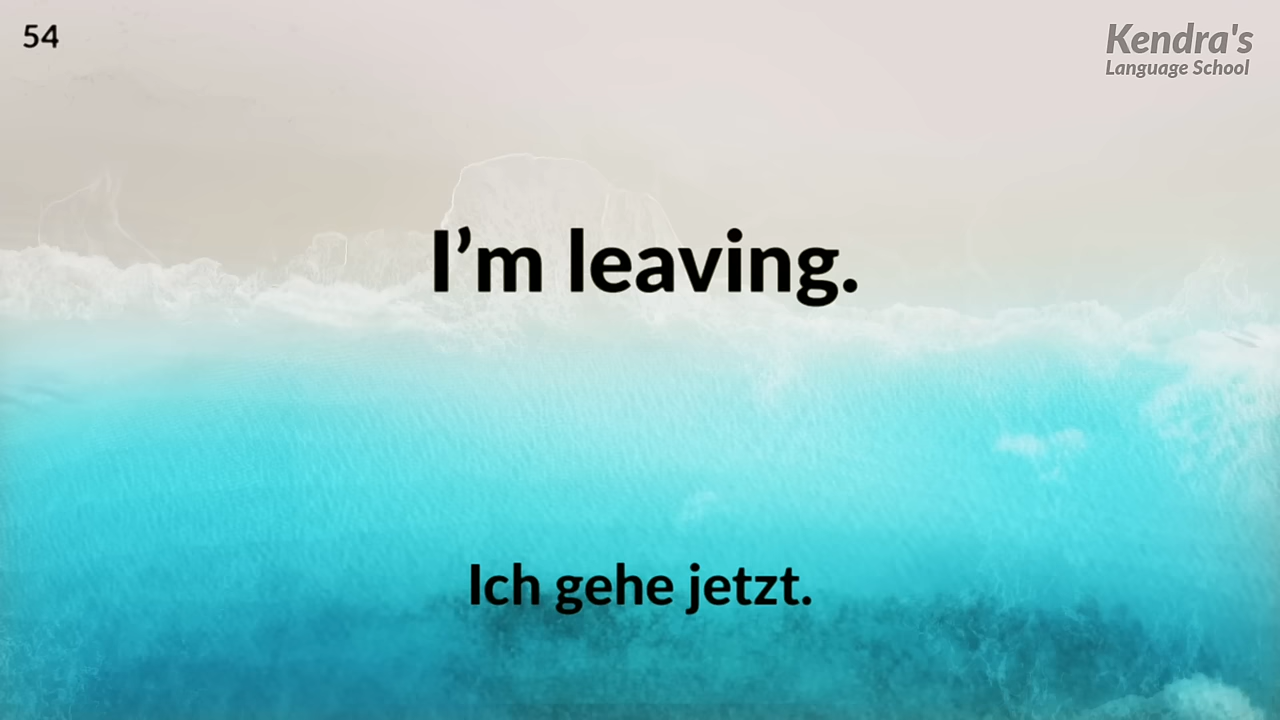 54
Kendra's
Language School
I’m leaving.
Ich gehe jetzt.